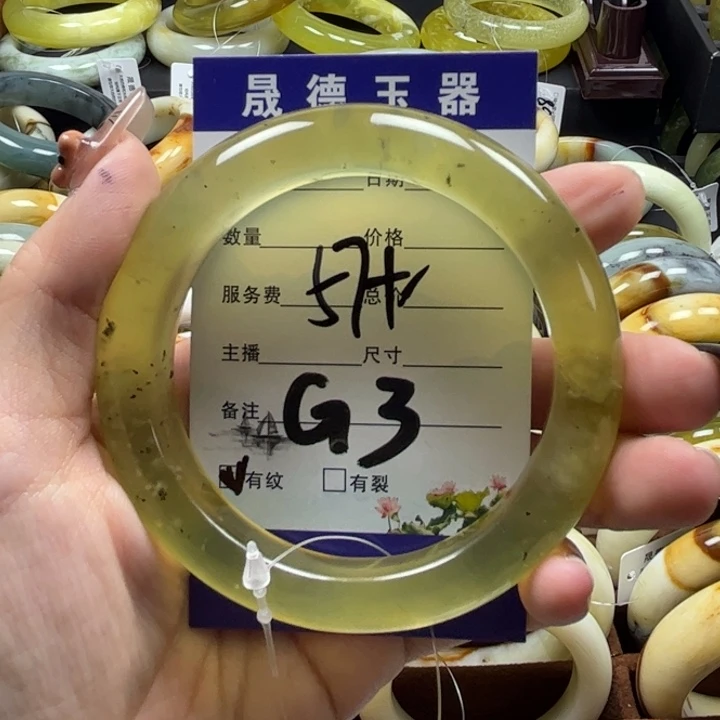 晟德玉器
日期
数量 价格
服务费 总价
主播 尺寸
备注 G3
有纹 有裂